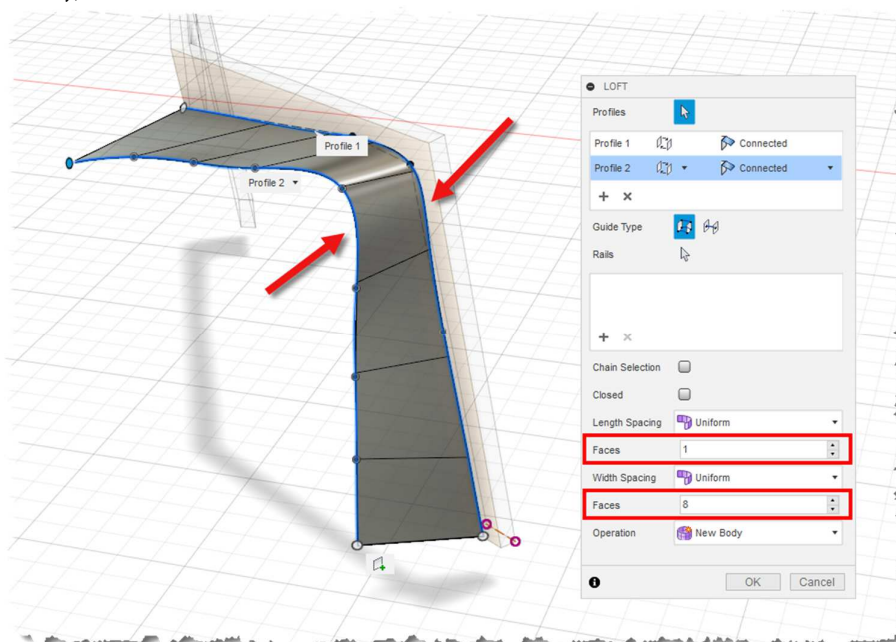 LOFT
Profiles
Profile 1 Connected
Profile 2 Connected
Guide Type
Rails
Chain Selection
Closed
Length Spacing Uniform
Faces 1
Width Spacing Uniform
Faces 8
Operation New Body
OK Cancel
Profile 1
Profile 2